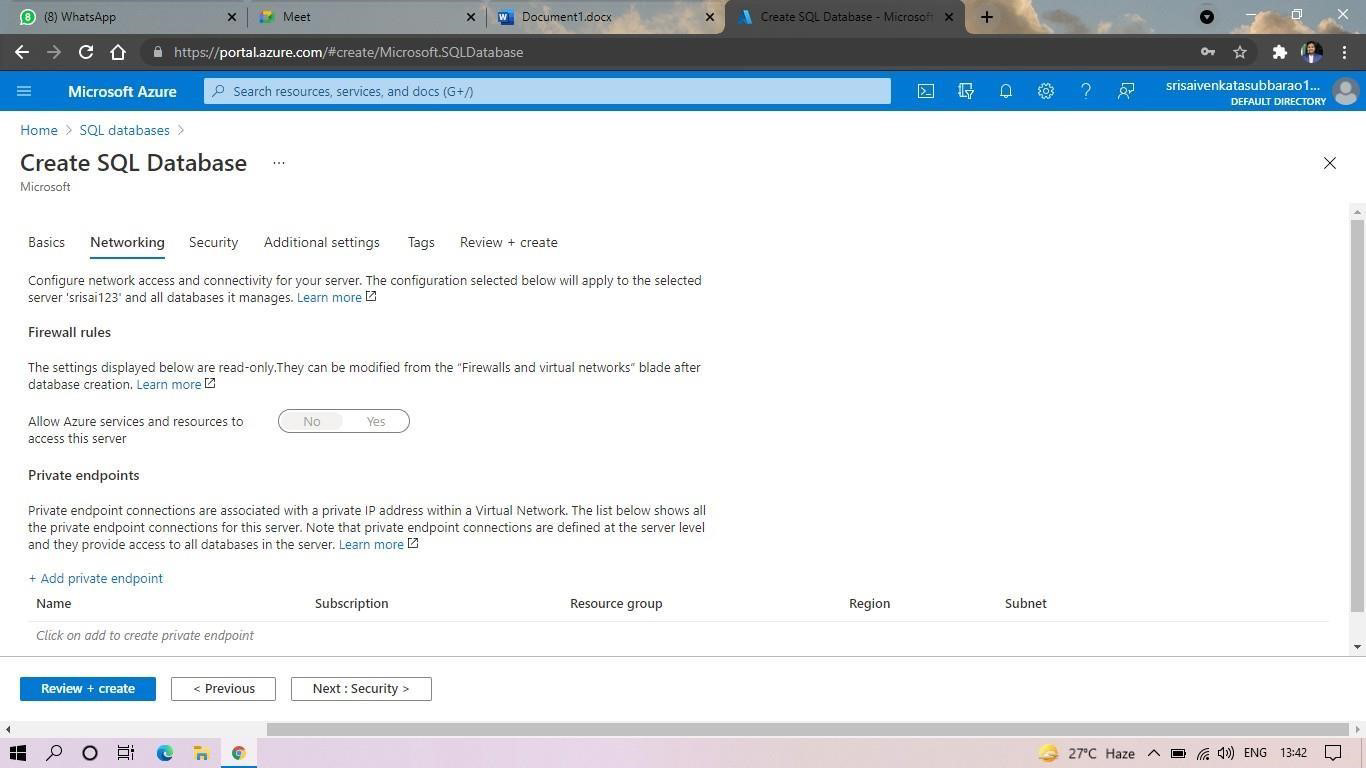 (8) WhatsApp
Meet
Document1.docx
Create SQL Database - Microsoft
https://portal.azure.com/#create/Microsoft.SQLDatabase
Microsoft Azure
Search resources, services, and docs (G+/)
srisaivenkatasubbarao1...
DEFAULT DIRECTORY
Home > SQL databases >
Create SQL Database ...
Microsoft
Basics Networking Security Additional settings Tags Review + create
Configure network access and connectivity for your server. The configuration selected below will apply to the selected
server 'srisai123' and all databases it manages. Learn more
Firewall rules
The settings displayed below are read-only.They can be modified from the “Firewalls and virtual networks” blade after
database creation. Learn more
Allow Azure services and resources to
access this server
No Yes
Private endpoints
Private endpoint connections are associated with a private IP address within a Virtual Network. The list below shows all
the private endpoint connections for this server. Note that private endpoint connections are defined at the server level
and they provide access to all databases in the server. Learn more
+ Add private endpoint
Name Subscription Resource group Region Subnet
Click on add to create private endpoint
Review + create < Previous Next : Security >
27°C Haze ENG 13:42